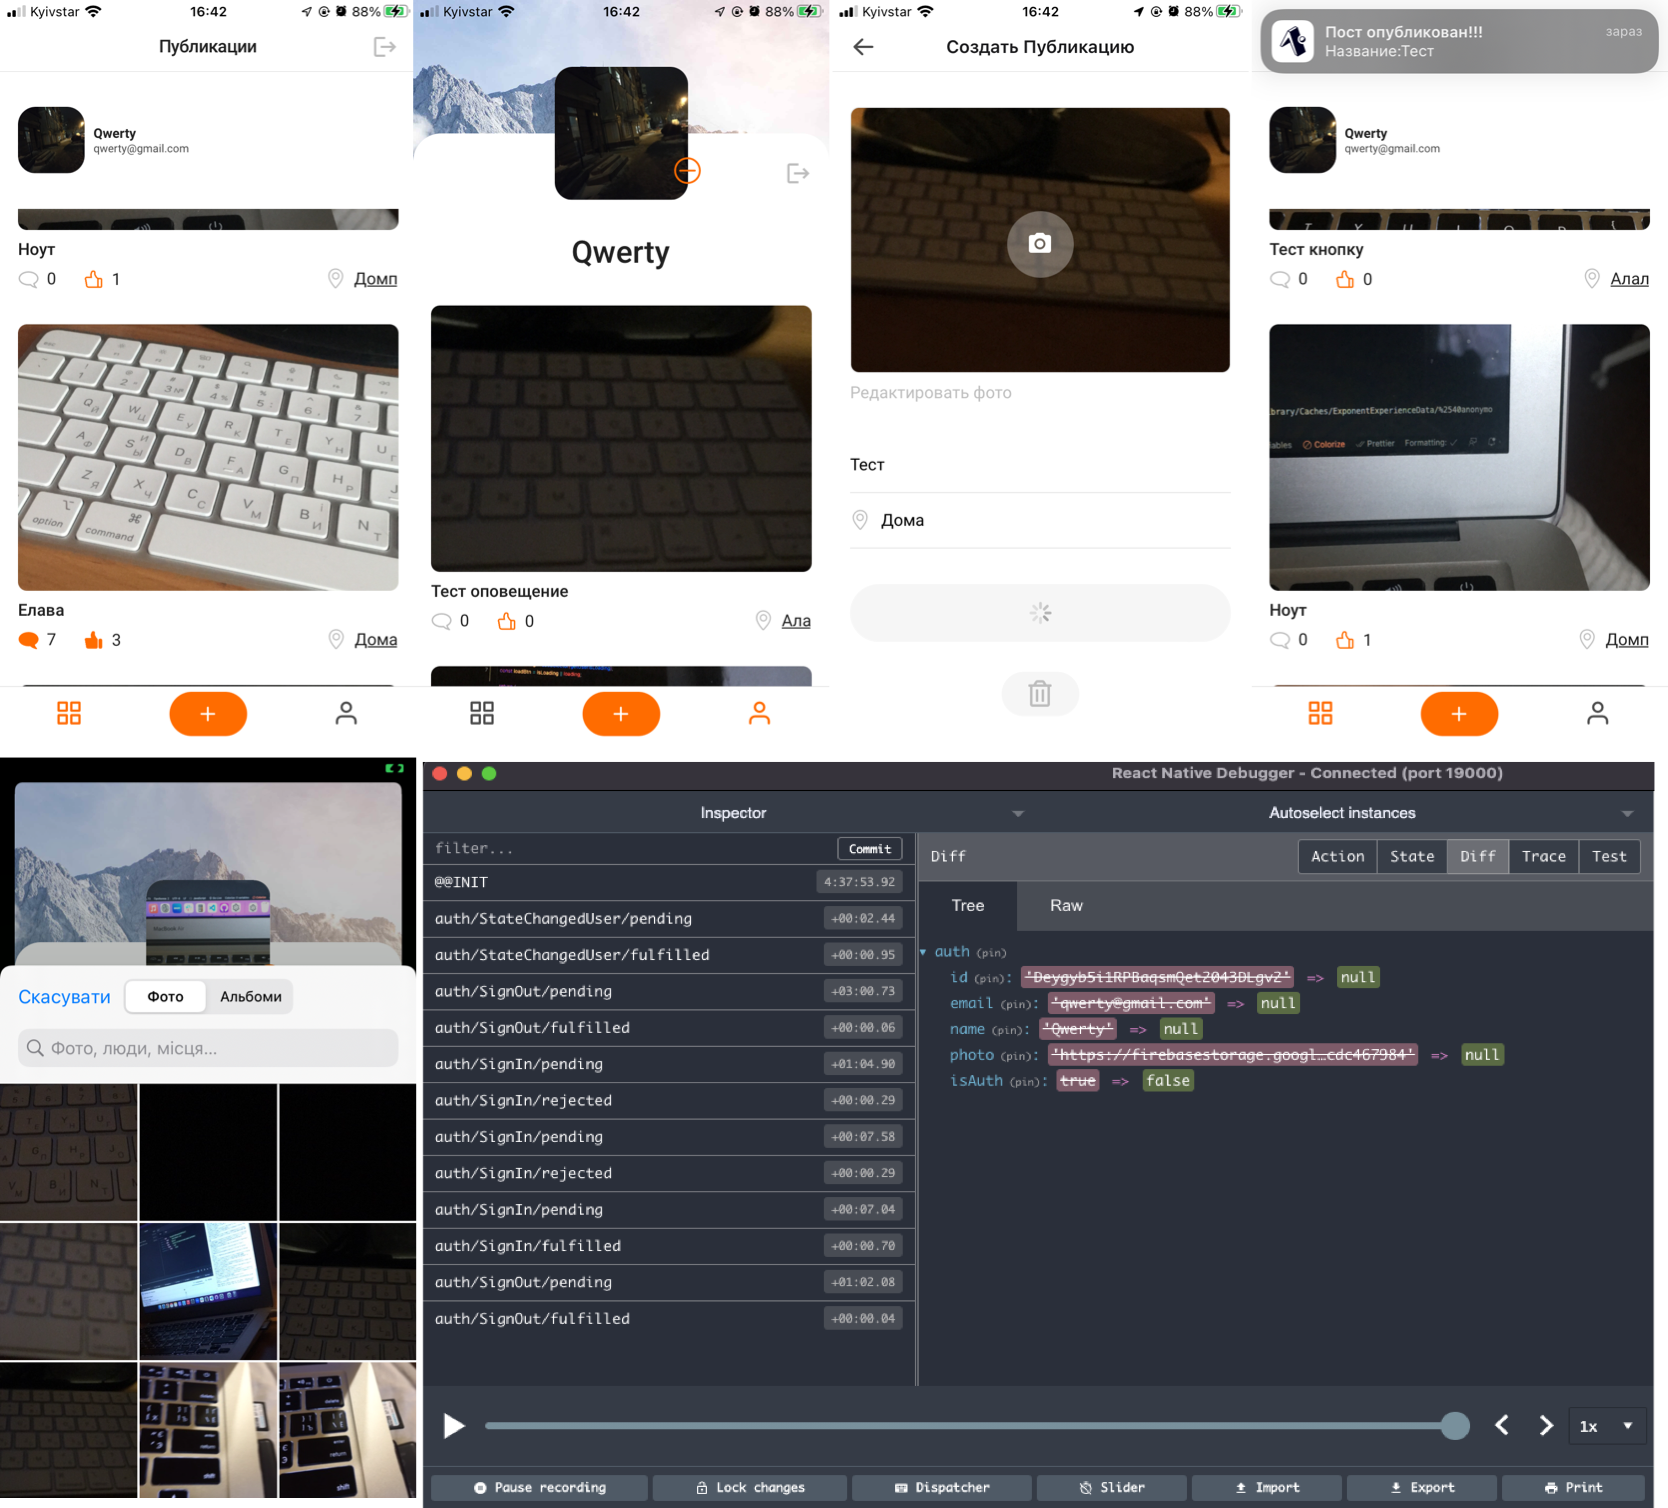 Kyivstar 16:42 88%
Публикации
Qwerty
qwerty@gmail.com
Ноут
0 1 Домп
option
command
Елава
7 3 Дома
Kyivstar 16:42 88%
Qwerty
Тест оповещение
0 0 Ала
Kyivstar 16:42 88%
Создать Публикацию
Редактировать фото
Тест
Дома
Пост опубликован!!! зараз
Название:Тест
Qwerty
qwerty@gmail.com
Тест кнопку
0 0 Алал
ibrary/Caches/ExponentExperienceData/%2540anonymo
ables Colorize Prettier Formatting:
Ноут
0 1 Домп
Скасувати Фото Альбоми
Фото, люди, місця...
React Native Debugger - Connected (port 19000)
Inspector Autoselect instances
filter... Commit
Diff Action State Diff Trace Test
Tree Raw
@@INIT 4:37:53.92
auth/StateChangedUser/pending +00:02.44
auth/StateChangedUser/fulfilled +00:00.95
auth/SignOut/pending +03:00.73
auth/SignOut/fulfilled +00:00.06
auth/SignIn/pending +01:04.90
auth/SignIn/rejected +00:00.29
auth/SignIn/pending +00:07.58
auth/SignIn/rejected +00:00.29
auth/SignIn/pending +00:07.04
auth/SignIn/fulfilled +00:00.70
auth/SignOut/pending +01:02.08
auth/SignOut/fulfilled +00:00.04
auth (pin)
id (pin): 'Deygyb5i1RPBaqsmQet2043DLgv2' => null
email (pin): 'qwerty@gmail.com' => null
name (pin): 'Qwerty' => null
photo (pin): 'https://firebasestorage.googl…cdc467984' => null
isAuth (pin): true => false
1x
Pause recording Lock changes Dispatcher Slider Import Export Print